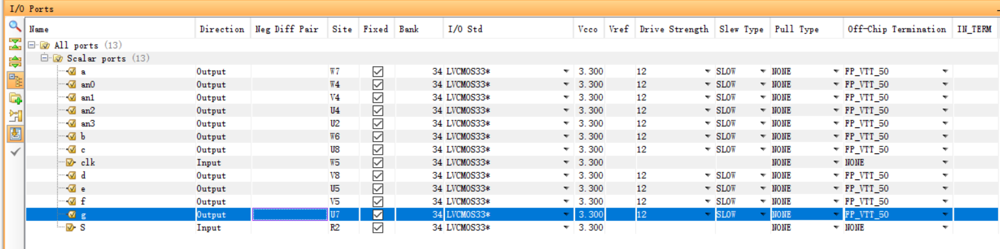 I/O Ports
Name Direction Neg Diff Pair Site Fixed Bank I/O Std Vcco Vref Drive Strength Slew Type Pull Type Off-Chip Termination IN_TERM
All ports (13)
Scalar ports (13)
a Output W7 34 LVCMOS33* 3.300 12 SLOW NONE FP_VTT_50
an0 Output W4 34 LVCMOS33* 3.300 12 SLOW NONE FP_VTT_50
an1 Output V4 34 LVCMOS33* 3.300 12 SLOW NONE FP_VTT_50
an2 Output U4 34 LVCMOS33* 3.300 12 SLOW NONE FP_VTT_50
an3 Output U2 34 LVCMOS33* 3.300 12 SLOW NONE FP_VTT_50
b Output W6 34 LVCMOS33* 3.300 12 SLOW NONE FP_VTT_50
c Output U8 34 LVCMOS33* 3.300 12 SLOW NONE FP_VTT_50
clk Input W5 34 LVCMOS33* 3.300 NONE NONE
d Output V8 34 LVCMOS33* 3.300 12 SLOW NONE FP_VTT_50
e Output U5 34 LVCMOS33* 3.300 12 SLOW NONE FP_VTT_50
f Output V5 34 LVCMOS33* 3.300 12 SLOW NONE FP_VTT_50
g Output U7 34 LVCMOS33* 3.300 12 SLOW NONE FP_VTT_50
S Input R2 34 LVCMOS33* 3.300 NONE NONE